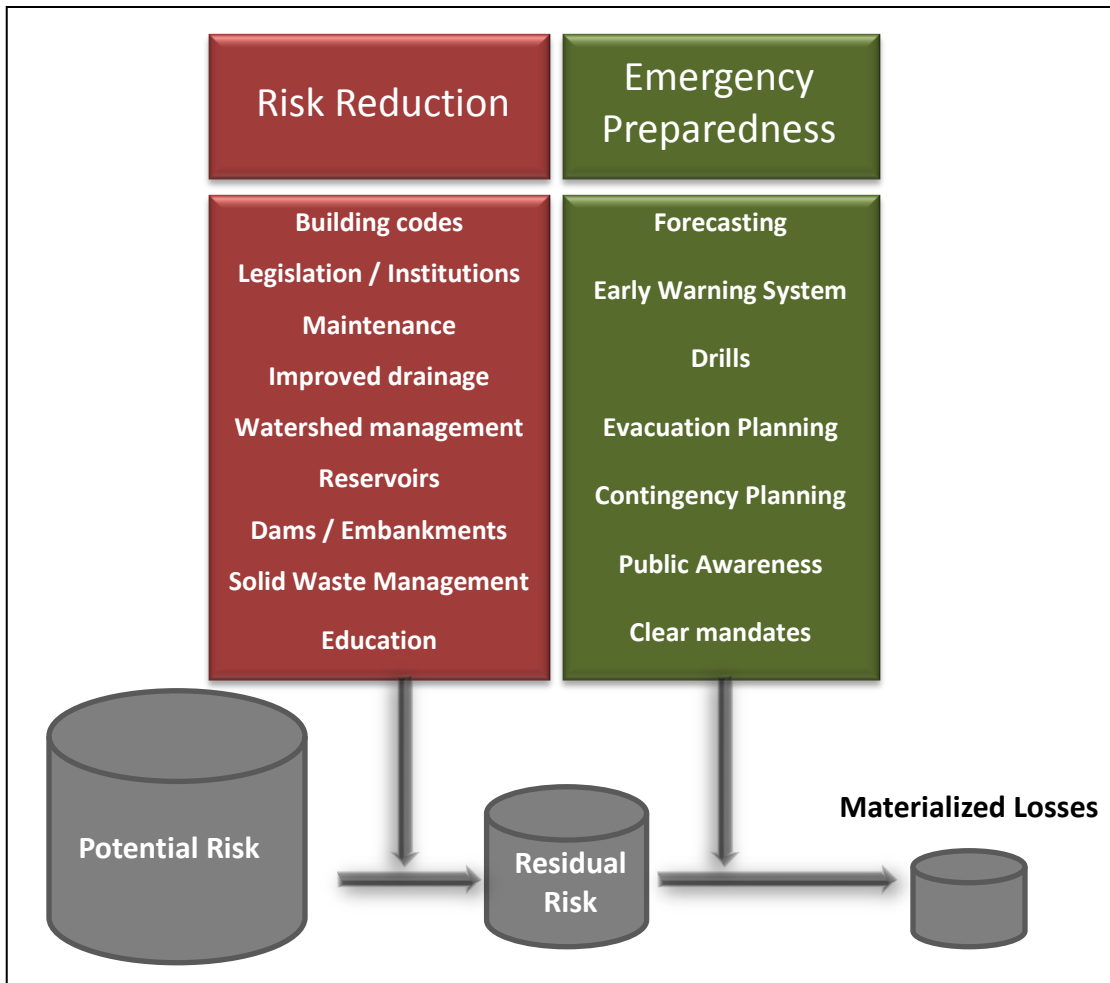 Risk Reduction
Emergency
Preparedness
Building codes
Legislation / Institutions
Maintenance
Improved drainage
Watershed management
Reservoirs
Dams / Embankments
Solid Waste Management
Education
Forecasting
Early Warning System
Drills
Evacuation Planning
Contingency Planning
Public Awareness
Clear mandates
Potential Risk
Residual
Risk
Materialized Losses